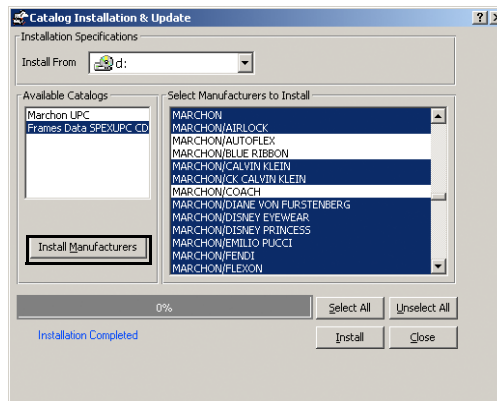 Catalog Installation & Update
Installation Specifications
Install From
d:
Available Catalogs
Marchon UPC
Frames Data SPEXUPC CD
Install Manufacturers
Select Manufacturers to Install
MARCHON
MARCHON/AIRLOCK
MARCHON/AUTOFLEX
MARCHON/BLUE RIBBON
MARCHON/CALVIN KLEIN
MARCHON/CK CALVIN KLEIN
MARCHON/COACH
MARCHON/DIANE VON FURSTENBERG
MARCHON/DISNEY EYEWEAR
MARCHON/DISNEY PRINCESS
MARCHON/EMILIO PUCCI
MARCHON/FENDI
MARCHON/FLEXON
0%
Select All
Unselect All
Installation Completed
Install
Close